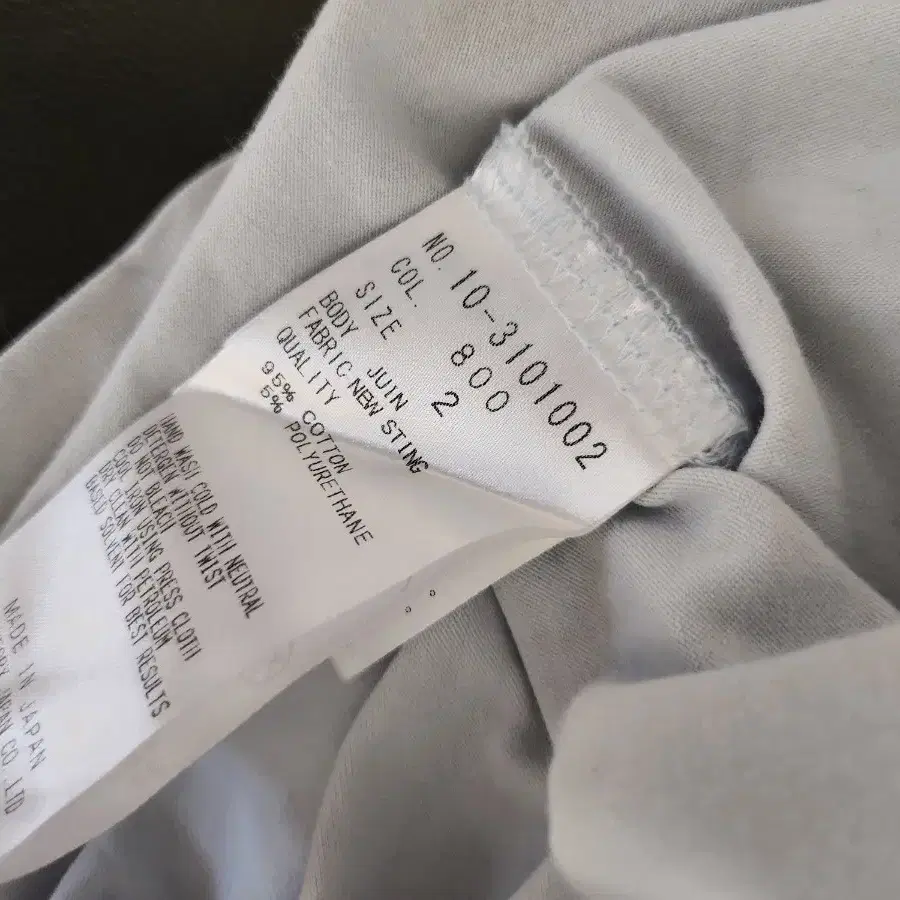 NO. 10-3101002
COL. 800
SIZE 2
BODY JUIN
FABRIC NEW STING
QUALITY
95% COTTON
5% POLYURETHANE
HAND WASH COLD WITH NEUTRAL
DETERGEN WITHOUT TWIST
DO NOT BLEACH
COOL IRON USING PRESS CLOTH
DRY CLEAN WITH PETROLEUM
BASED SOLVENT FOR BEST RESULTS
MADE IN JAPAN
JAPAN CO.,LTD